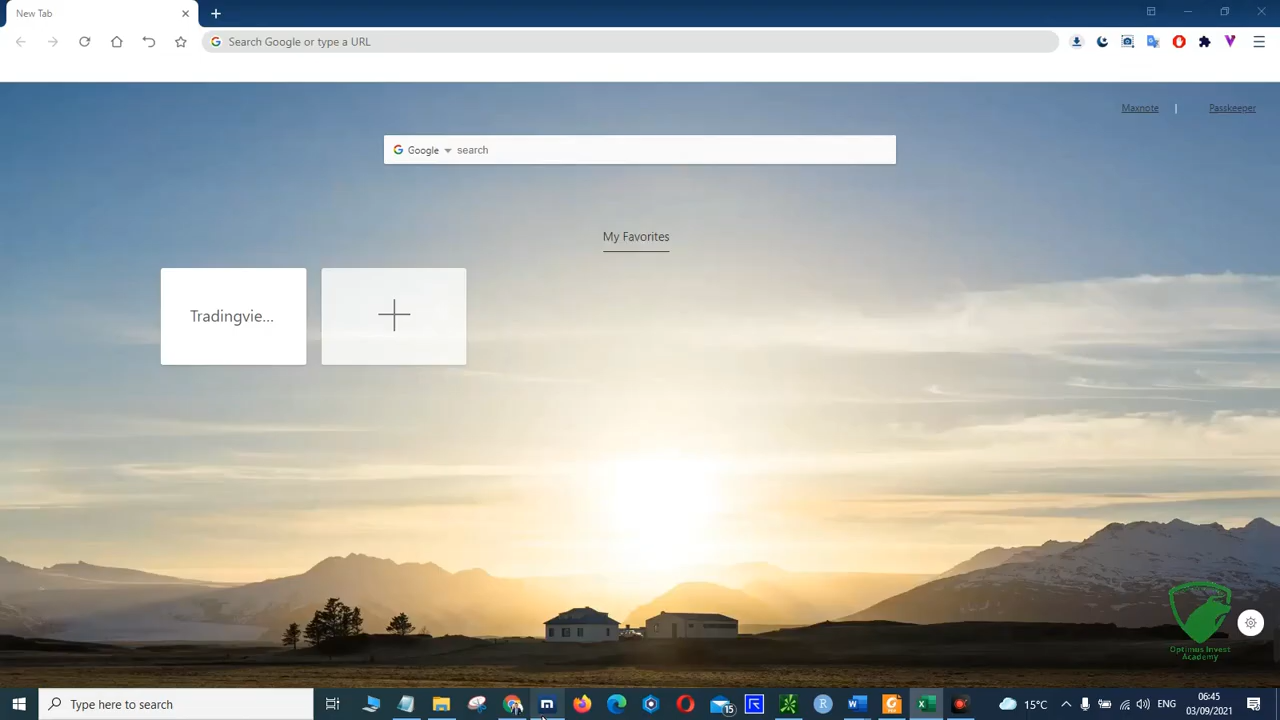 New Tab
Search Google or type a URL
Maxnote | Passkeeper
Google search
My Favorites
Tradingvie...
Optimus Invest
Academy
Type here to search
15
15°C
ENG
06:45
03/09/2021